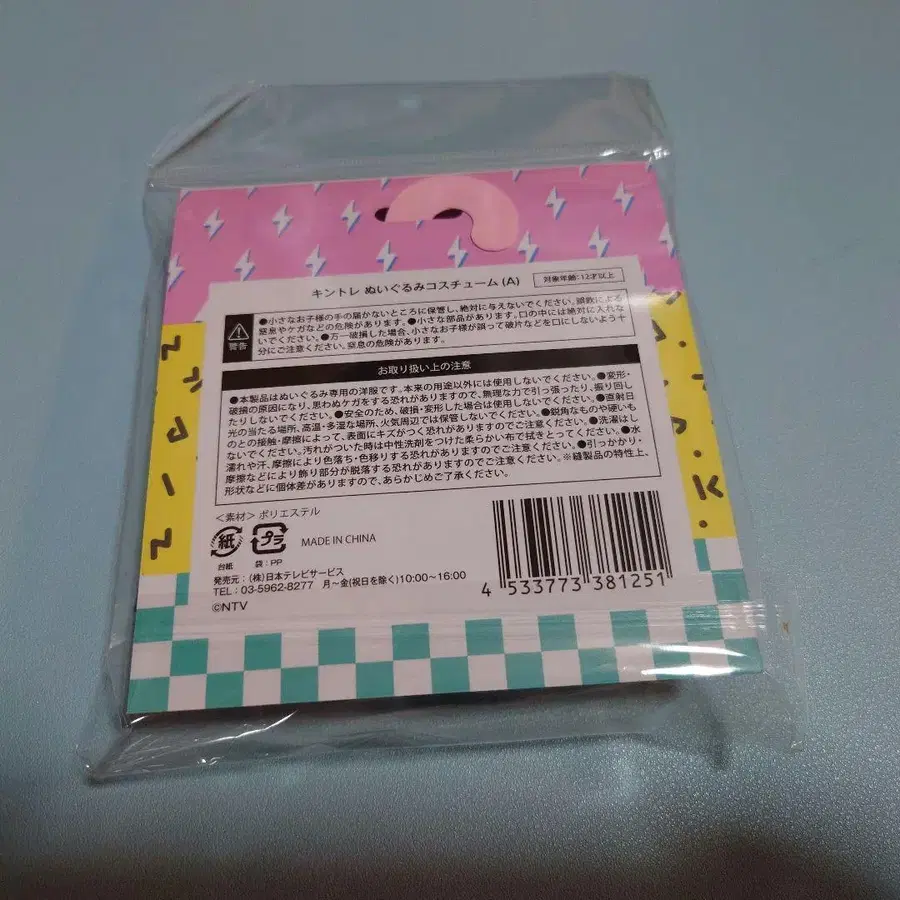 キントレ ぬいぐるみコスチューム(A)
対象年齢:12才以上
警告
●小さなお子様の手の届かないところに保管し、絶対に与えないでください。誤飲による
窒息やケガなどの危険があります。●小さな部品があります。口の中には絶対に入れな
いでください。●万一破損した場合、小さなお子様が誤って破片などを口にしないよう十
分にご注意ください。窒息の危険があります。
お取り扱い上の注意
●本製品はぬいぐるみ専用の洋服です。本来の用途以外には使用しないでください。●変形・
破損の原因になり、思わぬケガをする恐れがありますので、無理な力で引っ張ったり、振り回し
たりしないでください。●安全のため、破損・変形した場合は使用しないでください。●直射日
光の当たる場所、高温・多湿な場所、火気周辺では保管しないでください。●鋭角なものや硬いも
のとの接触・摩擦によって、表面にキズがつく恐れがありますのでご注意ください。●洗濯はし
ないでください。汚れがついた時は中性洗剤をつけた柔らかい布で拭きとってください。●水
濡れや汗、摩擦により色落ち・色移りする恐れがありますのでご注意ください。●引っかかり・
摩擦などにより飾り部分が脱落する恐れがありますのでご注意ください。※縫製品の特性上、
形状などに個体差がありますので、あらかじめご了承ください。
<素材> ポリエステル
紙
プラ
MADE IN CHINA
台紙
袋:PP
発売元:(株)日本テレビサービス
TEL:03-5962-8277 月～金(祝日を除く)10:00～16:00
©NTV
4 533773 381251